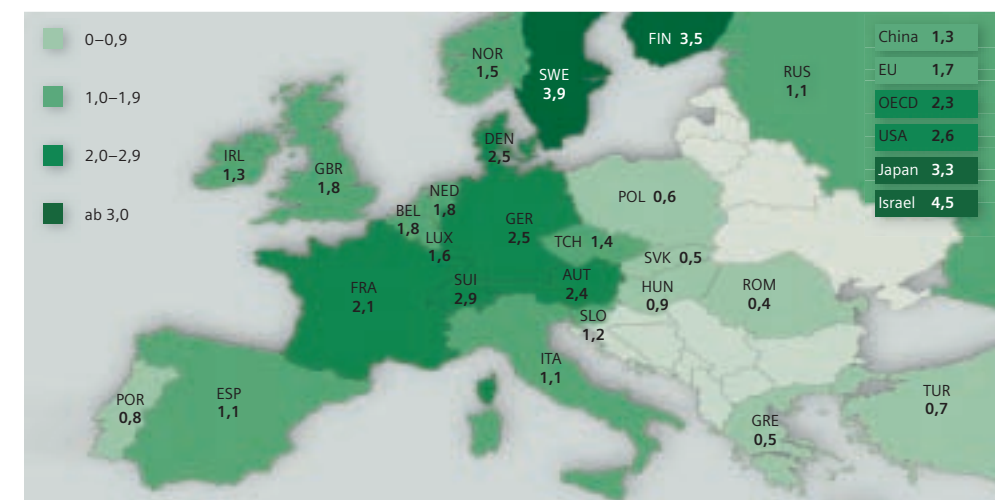 0–0,9
1,0–1,9
2,0–2,9
ab 3,0
NOR
1,5
SWE
3,9
FIN 3,5
RUS
1,1
China 1,3
EU 1,7
OECD 2,3
USA 2,6
Japan 3,3
Israel 4,5
IRL
1,3
GBR
1,8
DEN
2,5
NED
1,8
BEL
1,8
LUX
1,6
GER
2,5
POL 0,6
TCH 1,4
SVK 0,5
FRA
2,1
SUI
2,9
AUT
2,4
HUN
0,9
ROM
0,4
SLO
1,2
ITA
1,1
POR
0,8
ESP
1,1
GRE
0,5
TUR
0,7